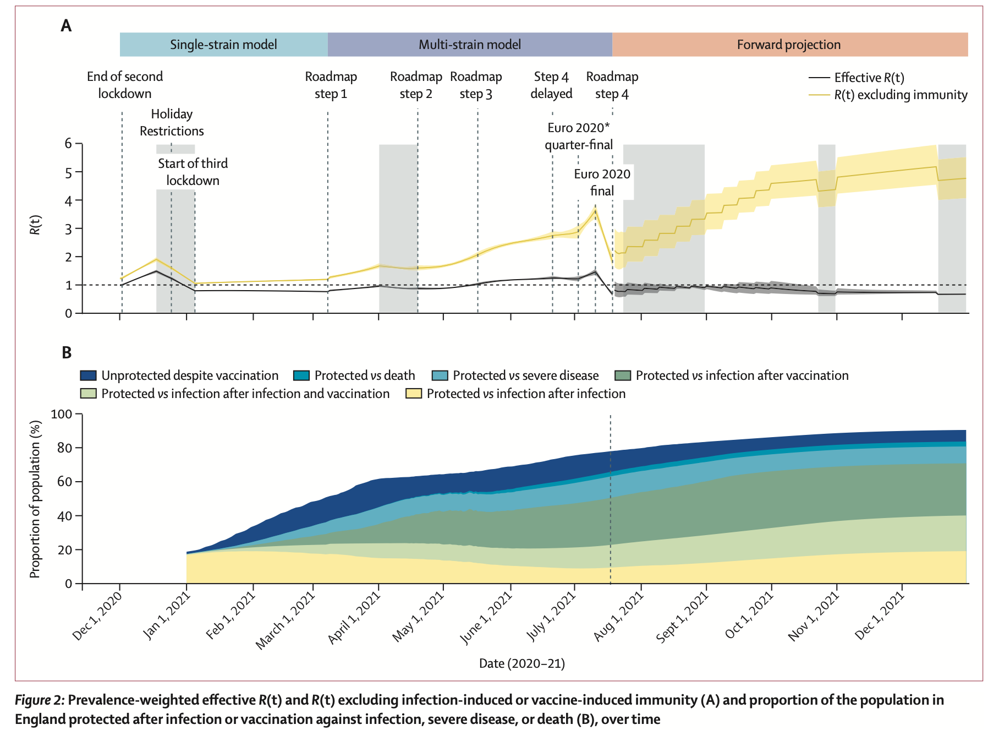 A
Single-strain model
Multi-strain model
Forward projection
End of second
lockdown
Roadmap
step 1
Roadmap
step 2
Roadmap
step 3
Step 4
delayed
Roadmap
step 4
Effective R(t)
R(t) excluding immunity
Holiday
Restrictions
Euro 2020*
quarter-final
Start of third
lockdown
Euro 2020
final
R(t)
6
5
4
3
2
1
0
B
Unprotected despite vaccination
Protected vs death
Protected vs severe disease
Protected vs infection after vaccination
Protected vs infection after infection and vaccination
Protected vs infection after infection
Proportion of population (%)
100
80
60
40
20
0
Dec 1, 2020
Jan 1, 2021
Feb 1, 2021
March 1, 2021
April 1, 2021
May 1, 2021
June 1, 2021
July 1, 2021
Aug 1, 2021
Sept 1, 2021
Oct 1, 2021
Nov 1, 2021
Dec 1, 2021
Date (2020–21)
Figure 2: Prevalence-weighted effective R(t) and R(t) excluding infection-induced or vaccine-induced immunity (A) and proportion of the population in
England protected after infection or vaccination against infection, severe disease, or death (B), over time